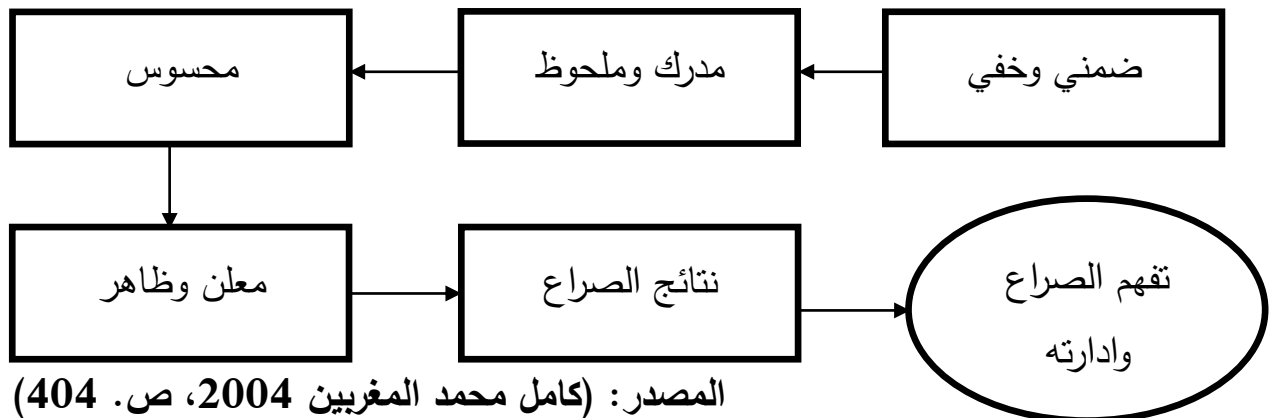 ضمني وخفي
مدرك وملحوظ
محسوس
معلن وظاهر
نتائج الصراع
تفهم الصراع
وادارته
المصدر: (كامل محمد المغربين 2004، ص. 404)